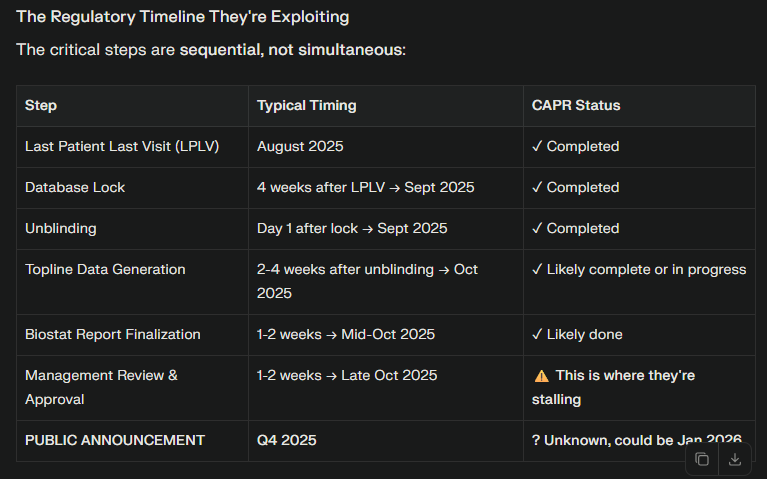 The Regulatory Timeline They're Exploiting
The critical steps are sequential, not simultaneous:
Step Typical Timing CAPR Status
Last Patient Last Visit (LPLV) August 2025 ✓ Completed
Database Lock 4 weeks after LPLV → Sept 2025 ✓ Completed
Unblinding Day 1 after lock → Sept 2025 ✓ Completed
Topline Data Generation 2-4 weeks after unblinding → Oct ✓ Likely complete or in progress
2025
Biostat Report Finalization 1-2 weeks → Mid-Oct 2025 ✓ Likely done
Management Review & 1-2 weeks → Late Oct 2025 ⚠️ This is where they're
Approval stalling
PUBLIC ANNOUNCEMENT Q4 2025 ? Unknown, could be Jan 2026